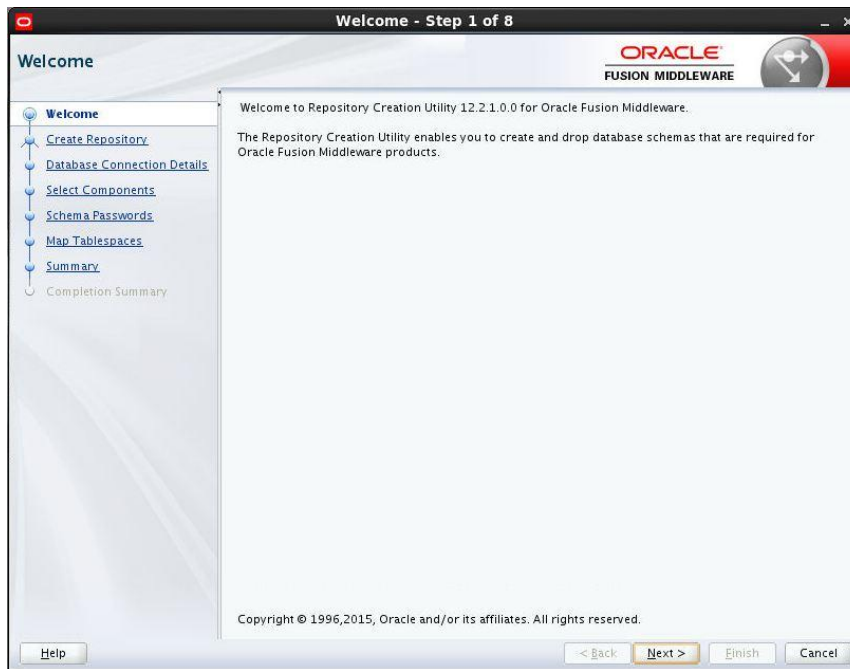 Welcome - Step 1 of 8
Welcome
ORACLE
FUSION MIDDLEWARE
Welcome
Create Repository
Database Connection Details
Select Components
Schema Passwords
Map Tablespaces
Summary
Completion Summary
Welcome to Repository Creation Utility 12.2.1.0.0 for Oracle Fusion Middleware.
The Repository Creation Utility enables you to create and drop database schemas that are required for
Oracle Fusion Middleware products.
Copyright © 1996,2015, Oracle and/or its affiliates. All rights reserved.
Help
< Back
Next >
Finish
Cancel